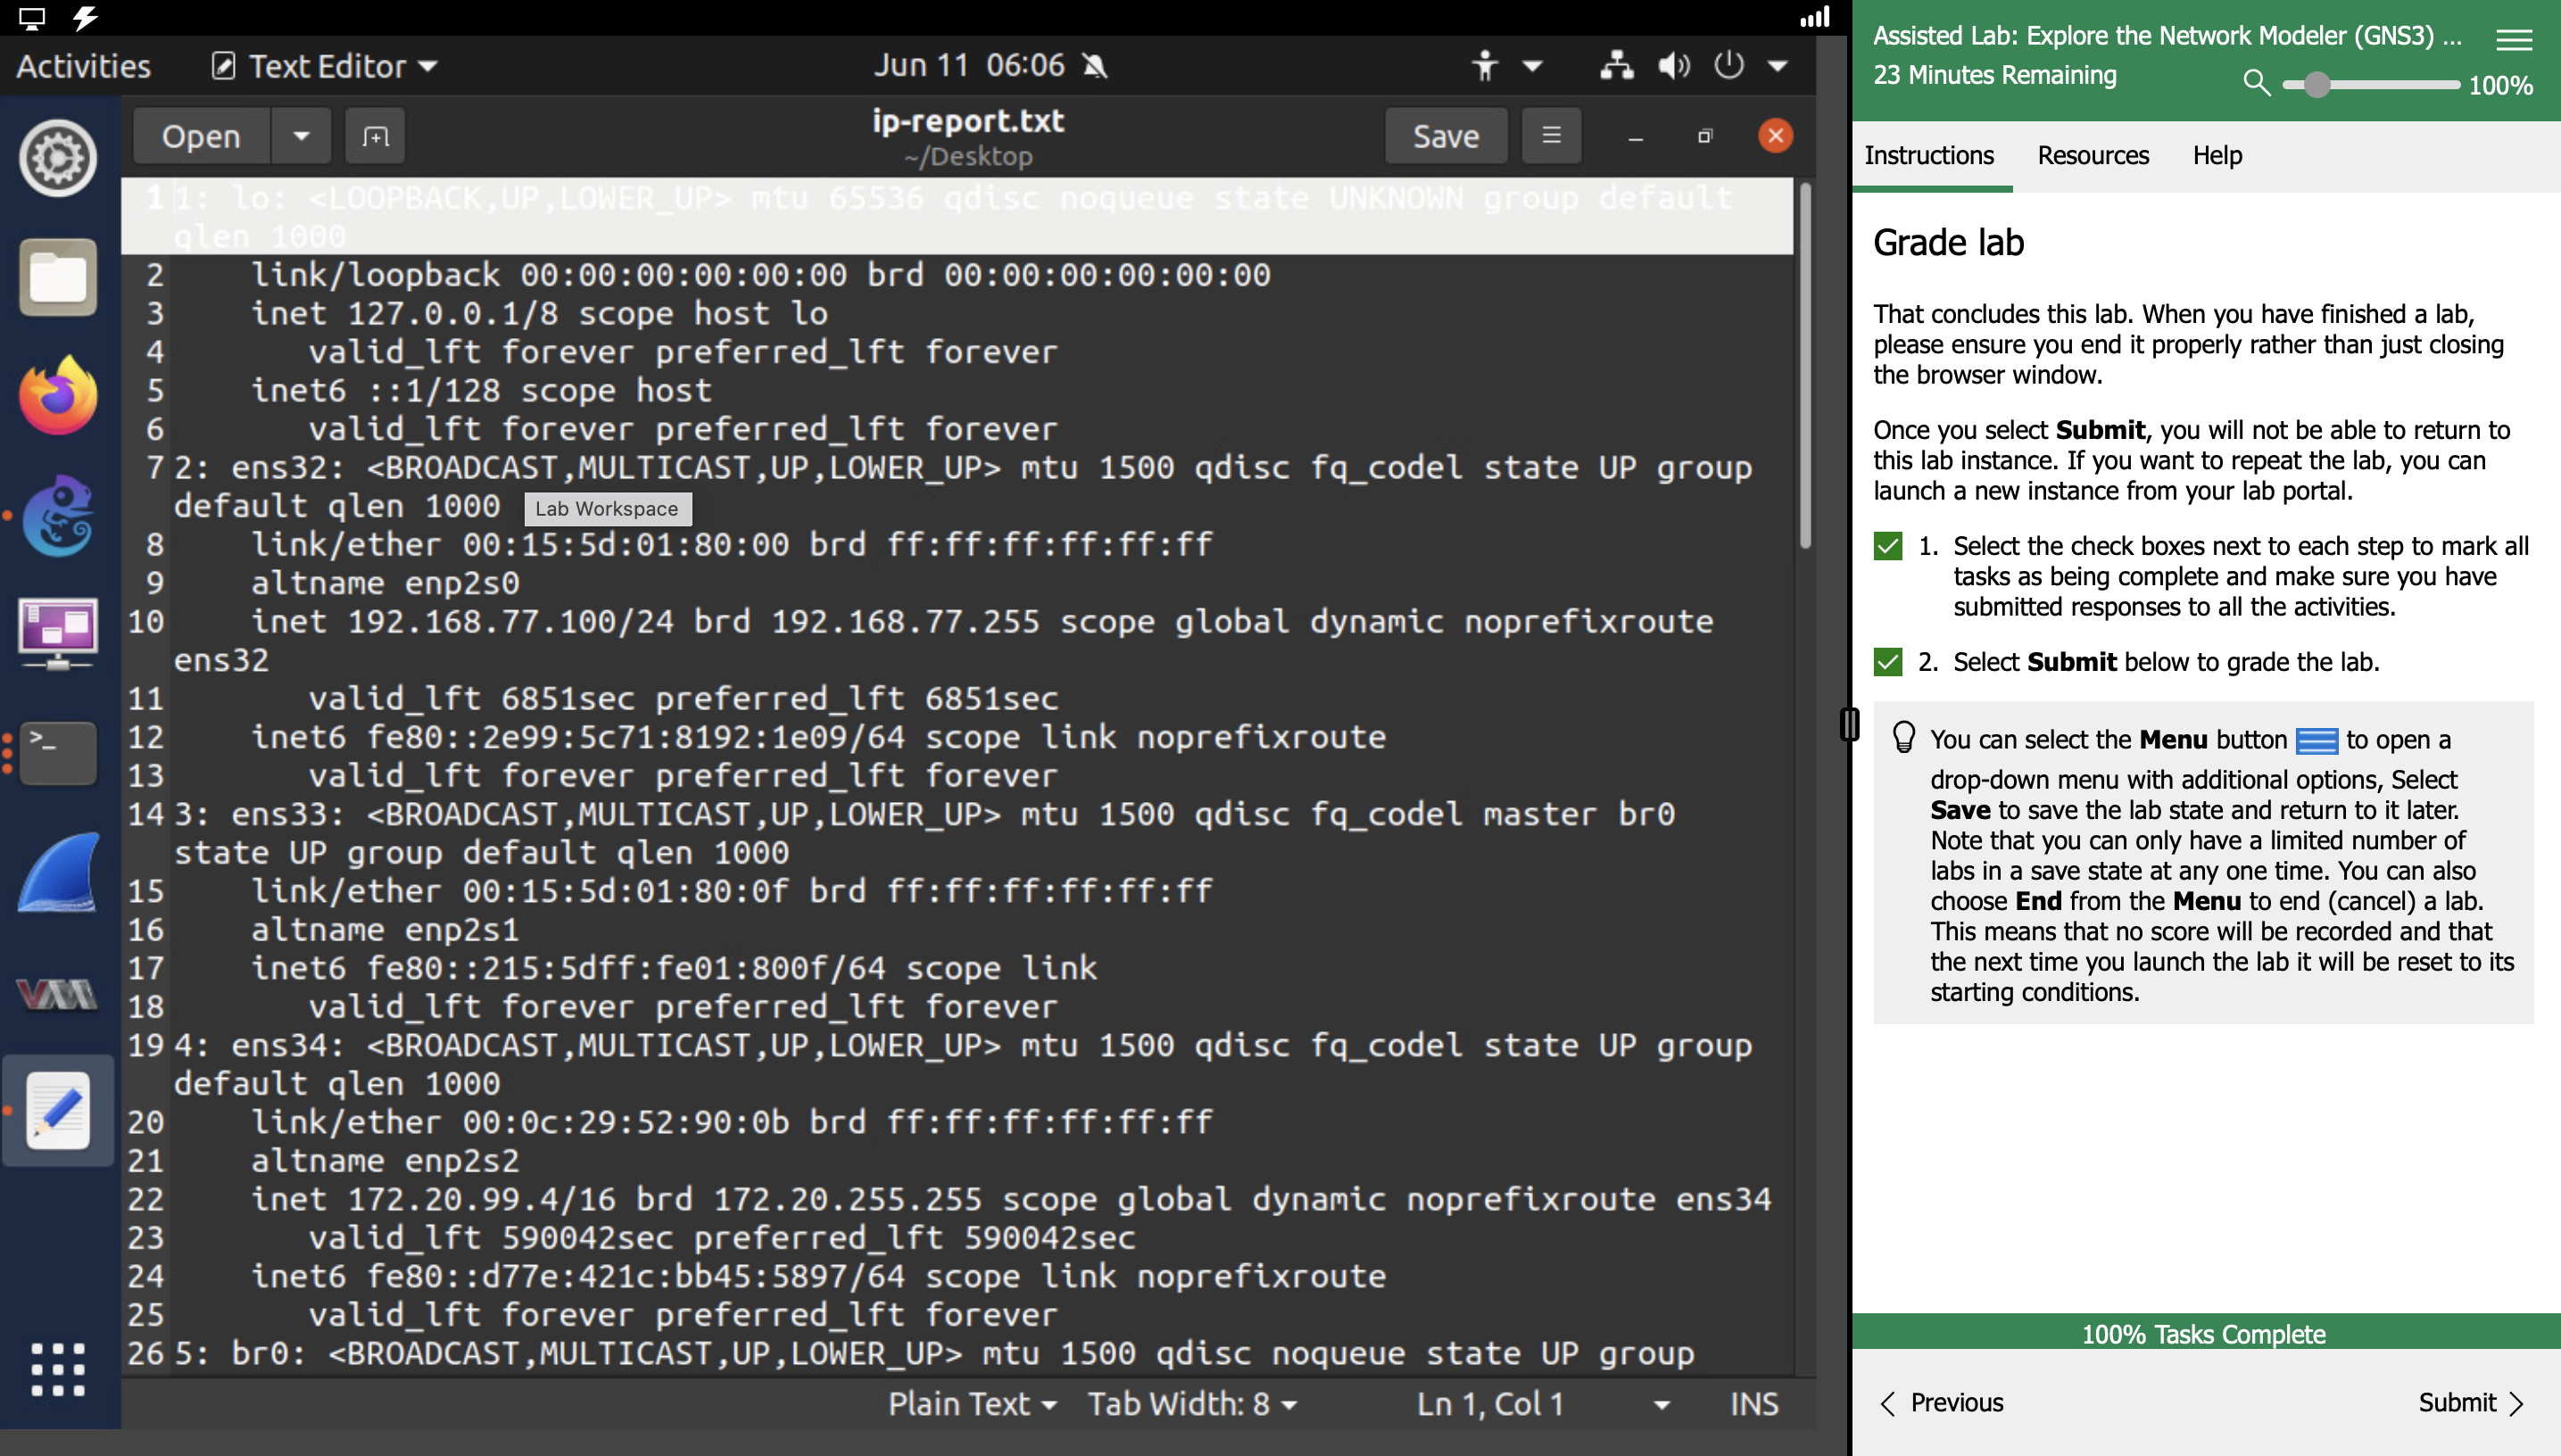 Activities
Text Editor
Jun 11 06:06
Open
ip-report.txt
~/Desktop
Save
1 1: lo: <LOOPBACK,UP,LOWER_UP> mtu 65536 qdisc noqueue state UNKNOWN group default
qlen 1000
2 link/loopback 00:00:00:00:00:00 brd 00:00:00:00:00:00
3 inet 127.0.0.1/8 scope host lo
4 valid_lft forever preferred_lft forever
5 inet6 ::1/128 scope host
6 valid_lft forever preferred_lft forever
7 2: ens32: <BROADCAST,MULTICAST,UP,LOWER_UP> mtu 1500 qdisc fq_codel state UP group
default qlen 1000
Lab Workspace
8 link/ether 00:15:5d:01:80:00 brd ff:ff:ff:ff:ff:ff
9 altname enp2s0
10 inet 192.168.77.100/24 brd 192.168.77.255 scope global dynamic noprefixroute
ens32
11 valid_lft 6851sec preferred_lft 6851sec
12 inet6 fe80::2e99:5c71:8192:1e09/64 scope link noprefixroute
13 valid_lft forever preferred_lft forever
14 3: ens33: <BROADCAST,MULTICAST,UP,LOWER_UP> mtu 1500 qdisc fq_codel master br0
state UP group default qlen 1000
15 link/ether 00:15:5d:01:80:0f brd ff:ff:ff:ff:ff:ff
16 altname enp2s1
17 inet6 fe80::215:5dff:fe01:800f/64 scope link
18 valid_lft forever preferred_lft forever
19 4: ens34: <BROADCAST,MULTICAST,UP,LOWER_UP> mtu 1500 qdisc fq_codel state UP group
default qlen 1000
20 link/ether 00:0c:29:52:90:0b brd ff:ff:ff:ff:ff:ff
21 altname enp2s2
22 inet 172.20.99.4/16 brd 172.20.255.255 scope global dynamic noprefixroute ens34
23 valid_lft 590042sec preferred_lft 590042sec
24 inet6 fe80::d77e:421c:bb45:5897/64 scope link noprefixroute
25 valid_lft forever preferred_lft forever
26 5: br0: <BROADCAST,MULTICAST,UP,LOWER_UP> mtu 1500 qdisc noqueue state UP group
Plain Text
Tab Width: 8
Ln 1, Col 1
INS
Assisted Lab: Explore the Network Modeler (GNS3) ...
23 Minutes Remaining
100%
Instructions
Resources
Help
Grade lab
That concludes this lab. When you have finished a lab,
please ensure you end it properly rather than just closing
the browser window.
Once you select Submit, you will not be able to return to
this lab instance. If you want to repeat the lab, you can
launch a new instance from your lab portal.
1. Select the check boxes next to each step to mark all
tasks as being complete and make sure you have
submitted responses to all the activities.
2. Select Submit below to grade the lab.
You can select the Menu button to open a
drop-down menu with additional options, Select
Save to save the lab state and return to it later.
Note that you can only have a limited number of
labs in a save state at any one time. You can also
choose End from the Menu to end (cancel) a lab.
This means that no score will be recorded and that
the next time you launch the lab it will be reset to its
starting conditions.
100% Tasks Complete
Previous
Submit